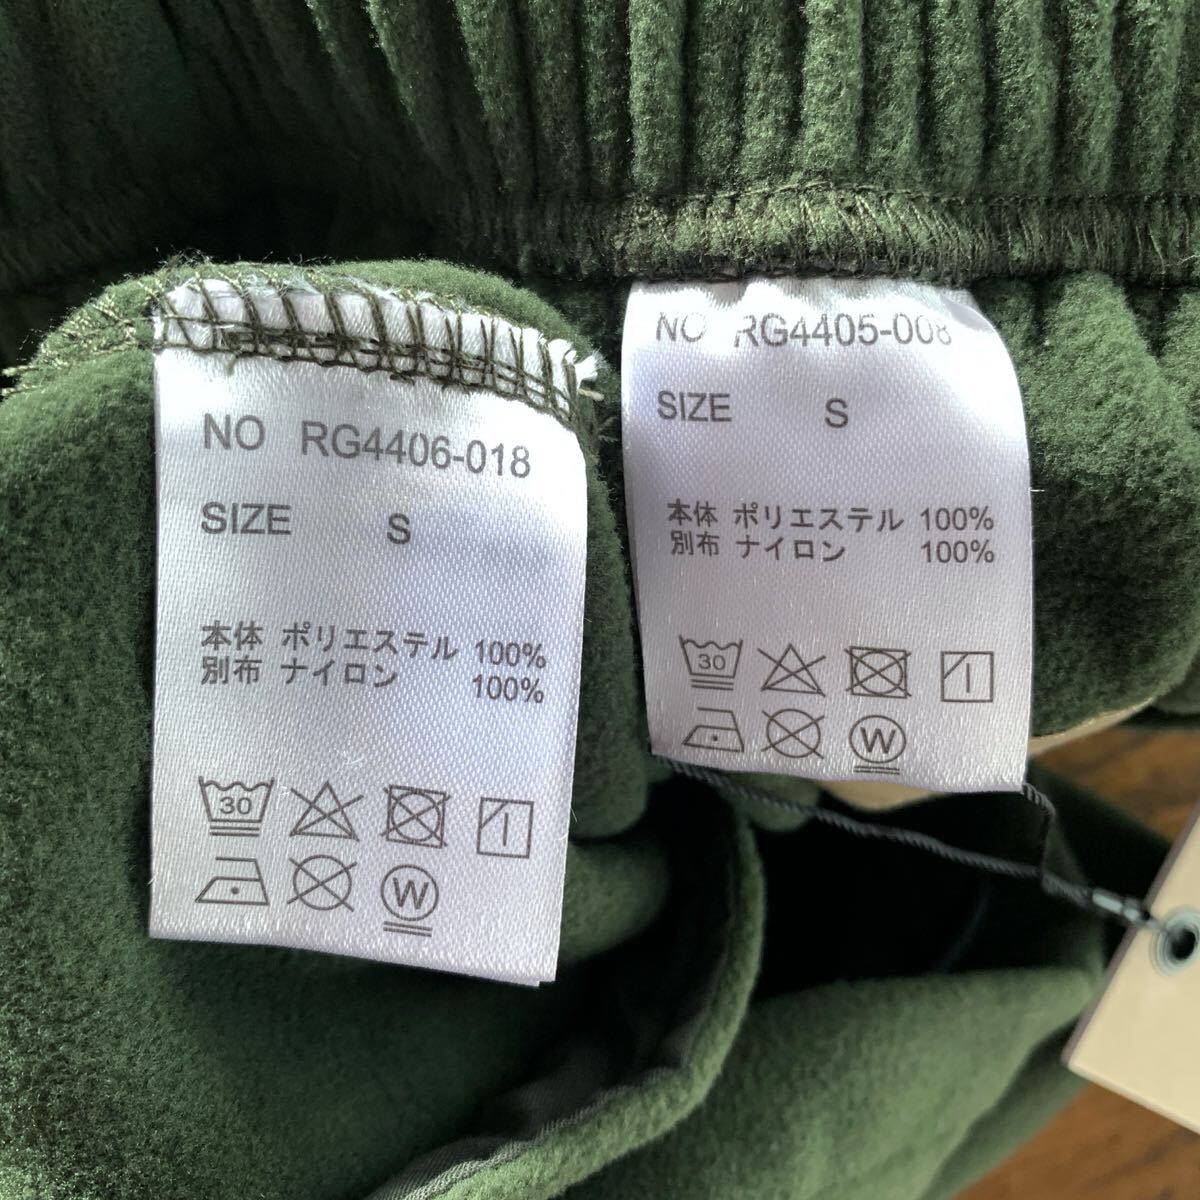 NO RG4406-018
SIZE S
本体 ポリエステル 100%
別布 ナイロン 100%
30
W
NO RG4405-008
SIZE S
本体 ポリエステル 100%
別布 ナイロン 100%
30
W